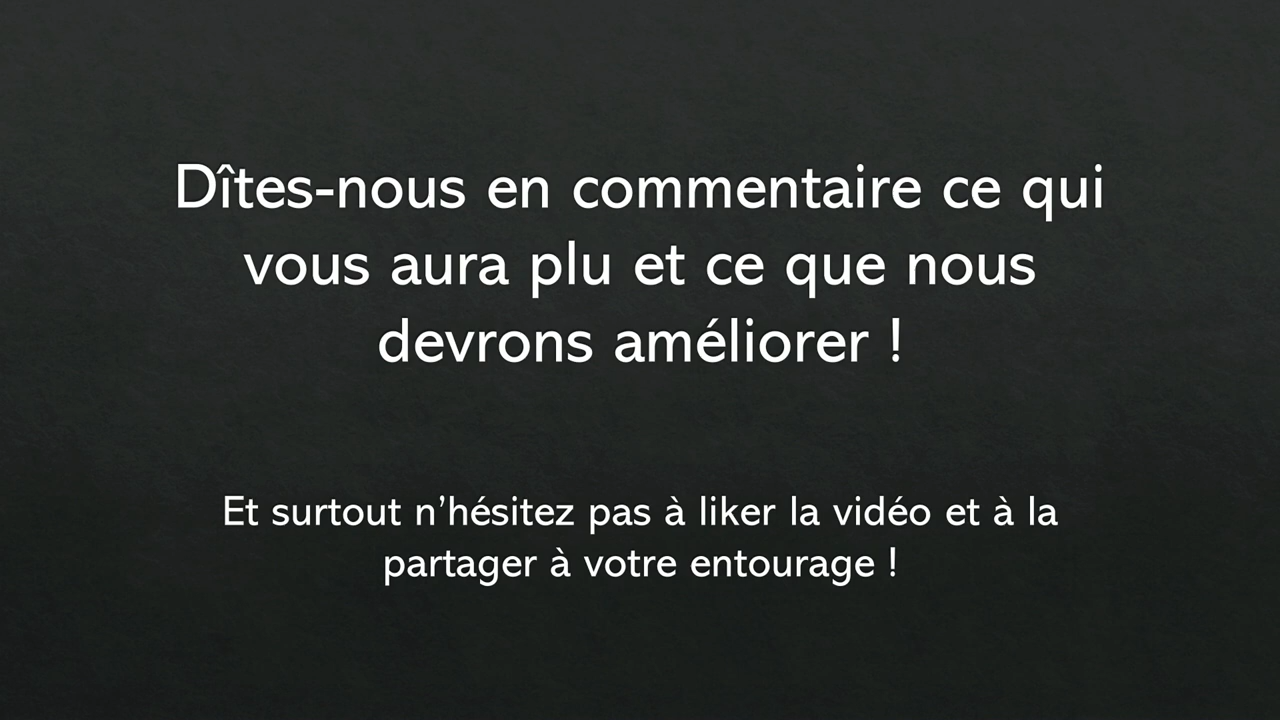 Dîtes-nous en commentaire ce qui
vous aura plu et ce que nous
devrons améliorer !
Et surtout n’hésitez pas à liker la vidéo et à la
partager à votre entourage !